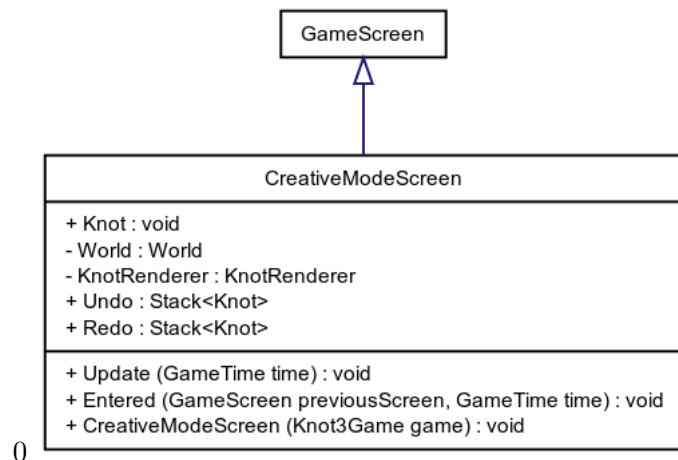 GameScreen
CreativeModeScreen
+ Knot : void
- World : World
- KnotRenderer : KnotRenderer
+ Undo : Stack<Knot>
+ Redo : Stack<Knot>
+ Update (GameTime time) : void
+ Entered (GameScreen previousScreen, GameTime time) : void
+ CreativeModeScreen (Knot3Game game) : void
0